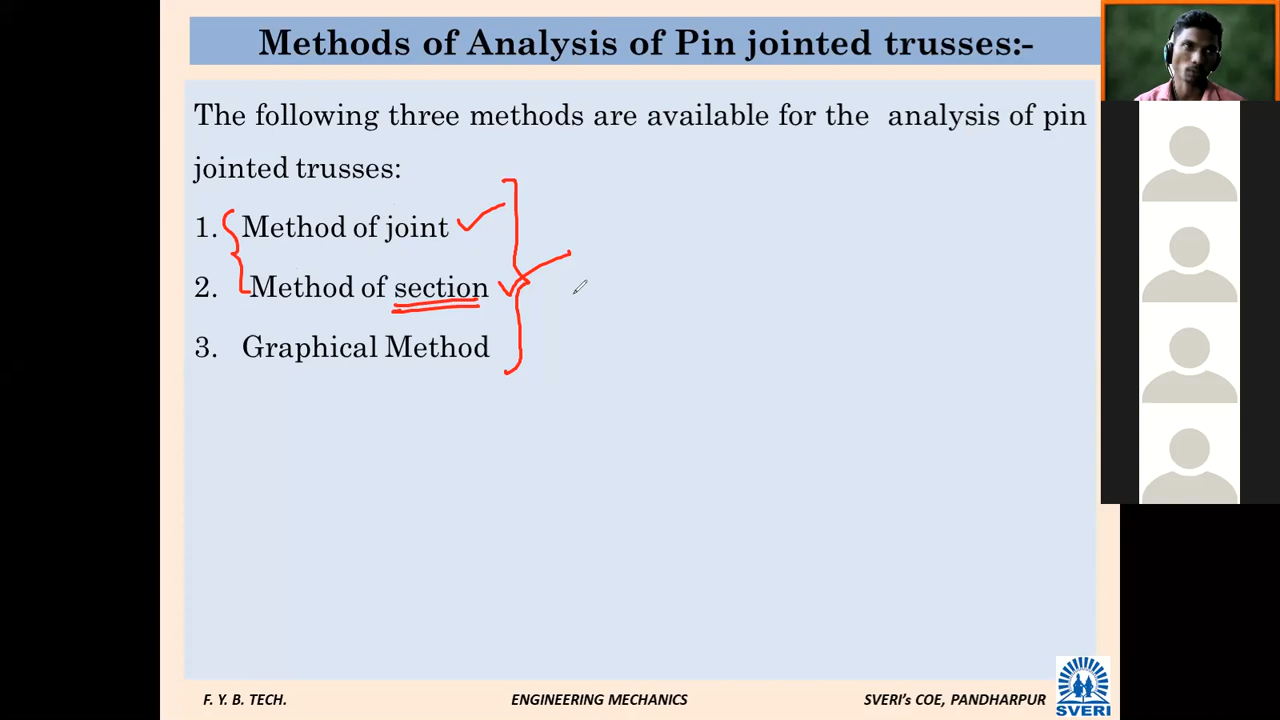 Methods of Analysis of Pin jointed trusses:-
The following three methods are available for the analysis of pin
jointed trusses:
1. Method of joint
2. Method of section
3. Graphical Method
F. Y. B. TECH. ENGINEERING MECHANICS SVERI's COE, PANDHARPUR
SVERI